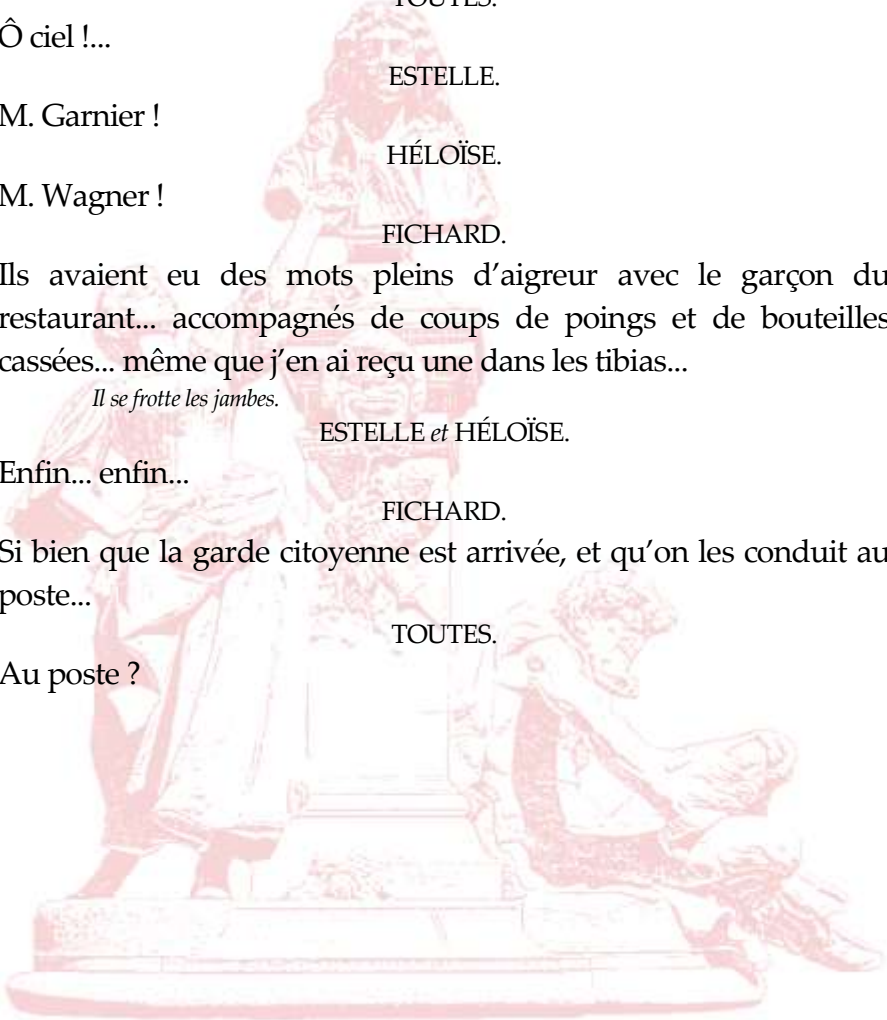 TOUTES.
Ô ciel !...
ESTELLE.
M. Garnier !
HÉLOÏSE.
M. Wagner !
FICHARD.
Ils avaient eu des mots pleins d’aigreur avec le garçon du
restaurant... accompagnés de coups de poings et de bouteilles
cassées... même que j’en ai reçu une dans les tibias...
Il se frotte les jambes.
ESTELLE et HÉLOÏSE.
Enfin... enfin...
FICHARD.
Si bien que la garde citoyenne est arrivée, et qu’on les conduit au
poste...
TOUTES.
Au poste ?